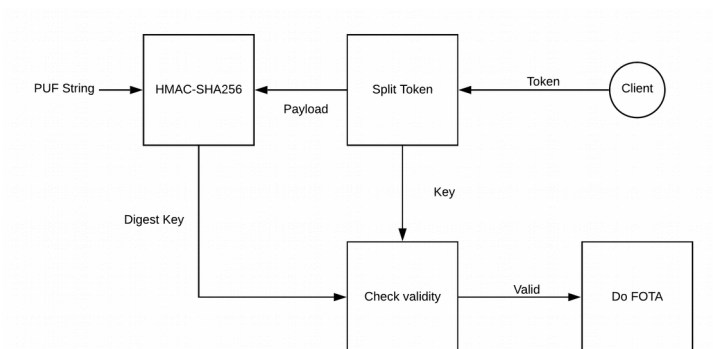 Token
Client
PUF String
HMAC-SHA256
Split Token
Payload
Key
Digest Key
Check validity
Valid
Do FOTA